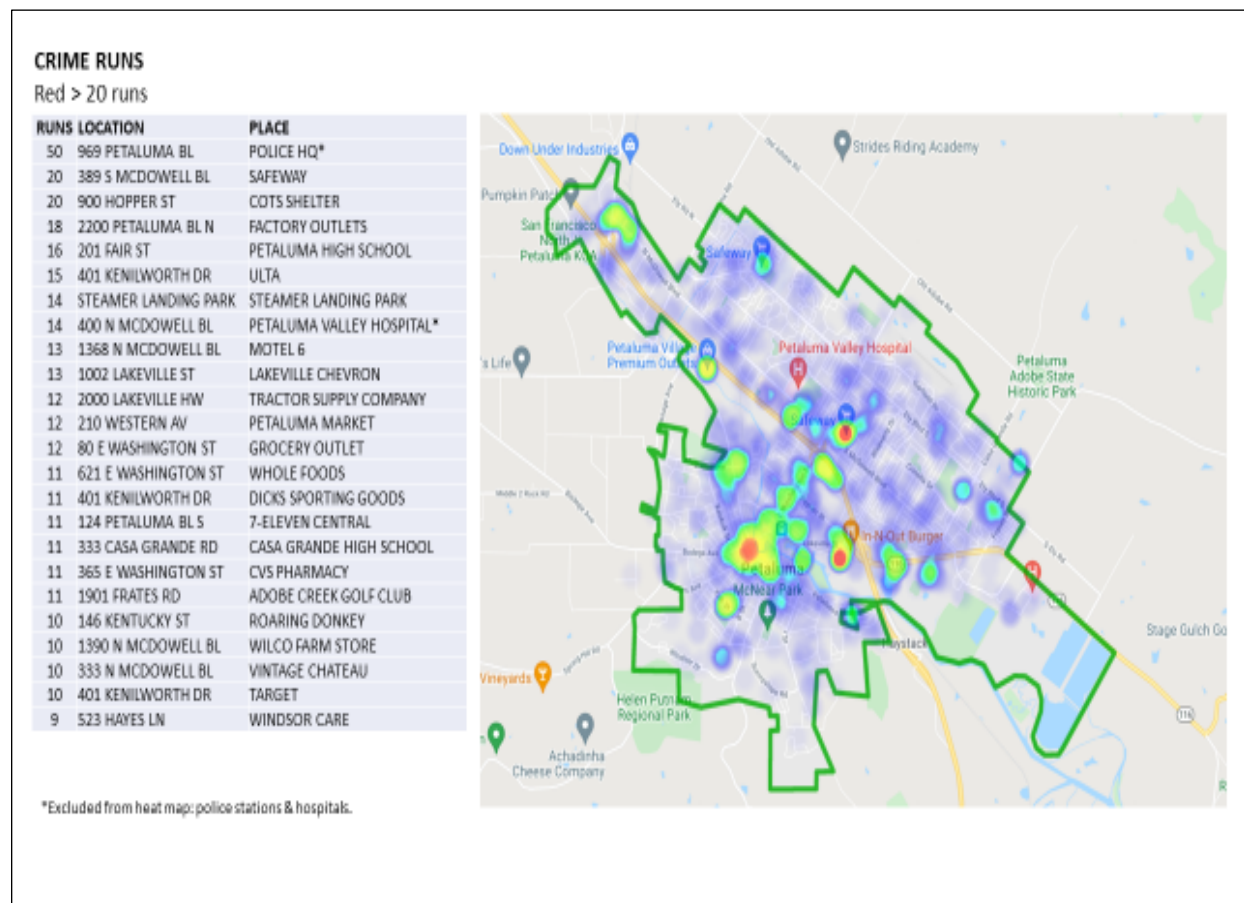 CRIME RUNS
Red > 20 runs
RUNS LOCATION PLACE
50 969 PETALUMA BL POLICE HQ*
20 389 S MCDOWELL BL SAFEWAY
20 900 HOPPER ST COTS SHELTER
18 2200 PETALUMA BL N FACTORY OUTLETS
16 201 FAIR ST PETALUMA HIGH SCHOOL
15 401 KENILWORTH DR ULTA
14 STEAMER LANDING PARK STEAMER LANDING PARK
14 400 N MCDOWELL BL PETALUMA VALLEY HOSPITAL*
13 1368 N MCDOWELL BL MOTEL 6
13 1002 LAKEVILLE ST LAKEVILLE CHEVRON
12 2000 LAKEVILLE HW TRACTOR SUPPLY COMPANY
12 210 WESTERN AV PETALUMA MARKET
12 80 E WASHINGTON ST GROCERY OUTLET
11 621 E WASHINGTON ST WHOLE FOODS
11 401 KENILWORTH DR DICKS SPORTING GOODS
11 124 PETALUMA BL S 7-ELEVEN CENTRAL
11 333 CASA GRANDE RD CASA GRANDE HIGH SCHOOL
11 365 E WASHINGTON ST CVS PHARMACY
11 1901 FRATES RD ADOBE CREEK GOLF CLUB
10 146 KENTUCKY ST ROARING DONKEY
10 1390 N MCDOWELL BL WILCO FARM STORE
10 333 N MCDOWELL BL VINTAGE CHATEAU
10 401 KENILWORTH DR TARGET
9 523 HAYES LN WINDSOR CARE
*Excluded from heat map: police stations & hospitals.
Down Under Industries
Strides Riding Academy
Pumpkin Patch
San Francisco
North
Petaluma KOA
Safeway
Petaluma Village
Premium Outlets
Petaluma Valley Hospital
's Life
Petaluma
Adobe State
Historic Park
Safeway
In-N-Out Burger
Petaluma
McNear Park
Haystack
Stage Gulch Go
Vineyards
Helen Putnam
Regional Park
116
Achadinha
Cheese Company